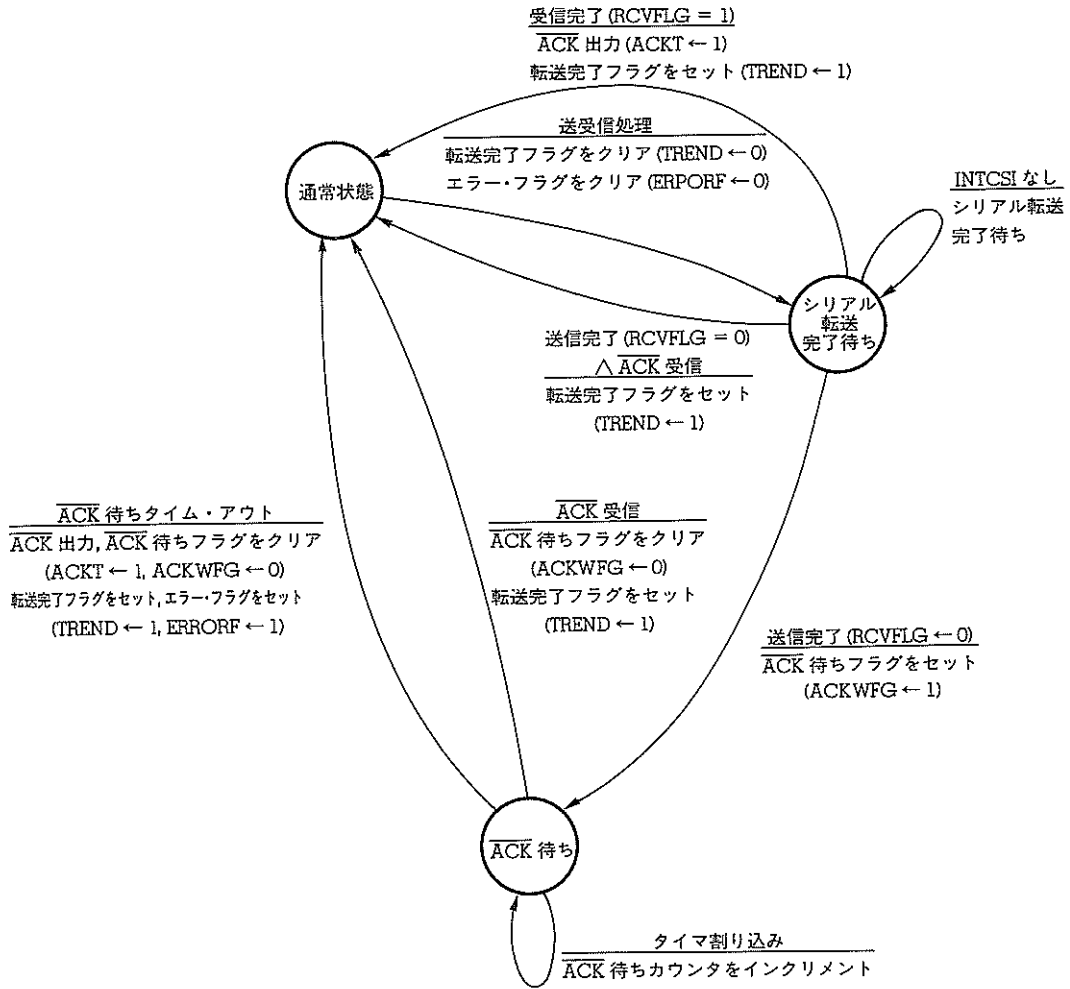 受信完了 (RCVFLG = 1)
A̅C̅K̅ 出力 (ACKT ← 1)
転送完了フラグをセット (TREND ← 1)
送受信処理
転送完了フラグをクリア (TREND ← 0)
エラー・フラグをクリア (ERPORF ← 0)
通常状態
INTCSI なし
シリアル転送
完了待ち
シリアル
転送
完了待ち
送信完了 (RCVFLG = 0)
∧ A̅C̅K̅ 受信
転送完了フラグをセット
(TREND ← 1)
A̅C̅K̅ 待ちタイム・アウト
A̅C̅K̅ 出力, A̅C̅K̅ 待ちフラグをクリア
(ACKT ← 1, ACKWFG ← 0)
転送完了フラグをセット, エラー・フラグをセット
(TREND ← 1, ERRORF ← 1)
A̅C̅K̅ 受信
A̅C̅K̅ 待ちフラグをクリア
(ACKWFG ← 0)
転送完了フラグをセット
(TREND ← 1)
送信完了 (RCVFLG ← 0)
A̅C̅K̅ 待ちフラグをセット
(ACKWFG ← 1)
A̅C̅K̅ 待ち
タイマ割り込み
A̅C̅K̅ 待ちカウンタをインクリメント